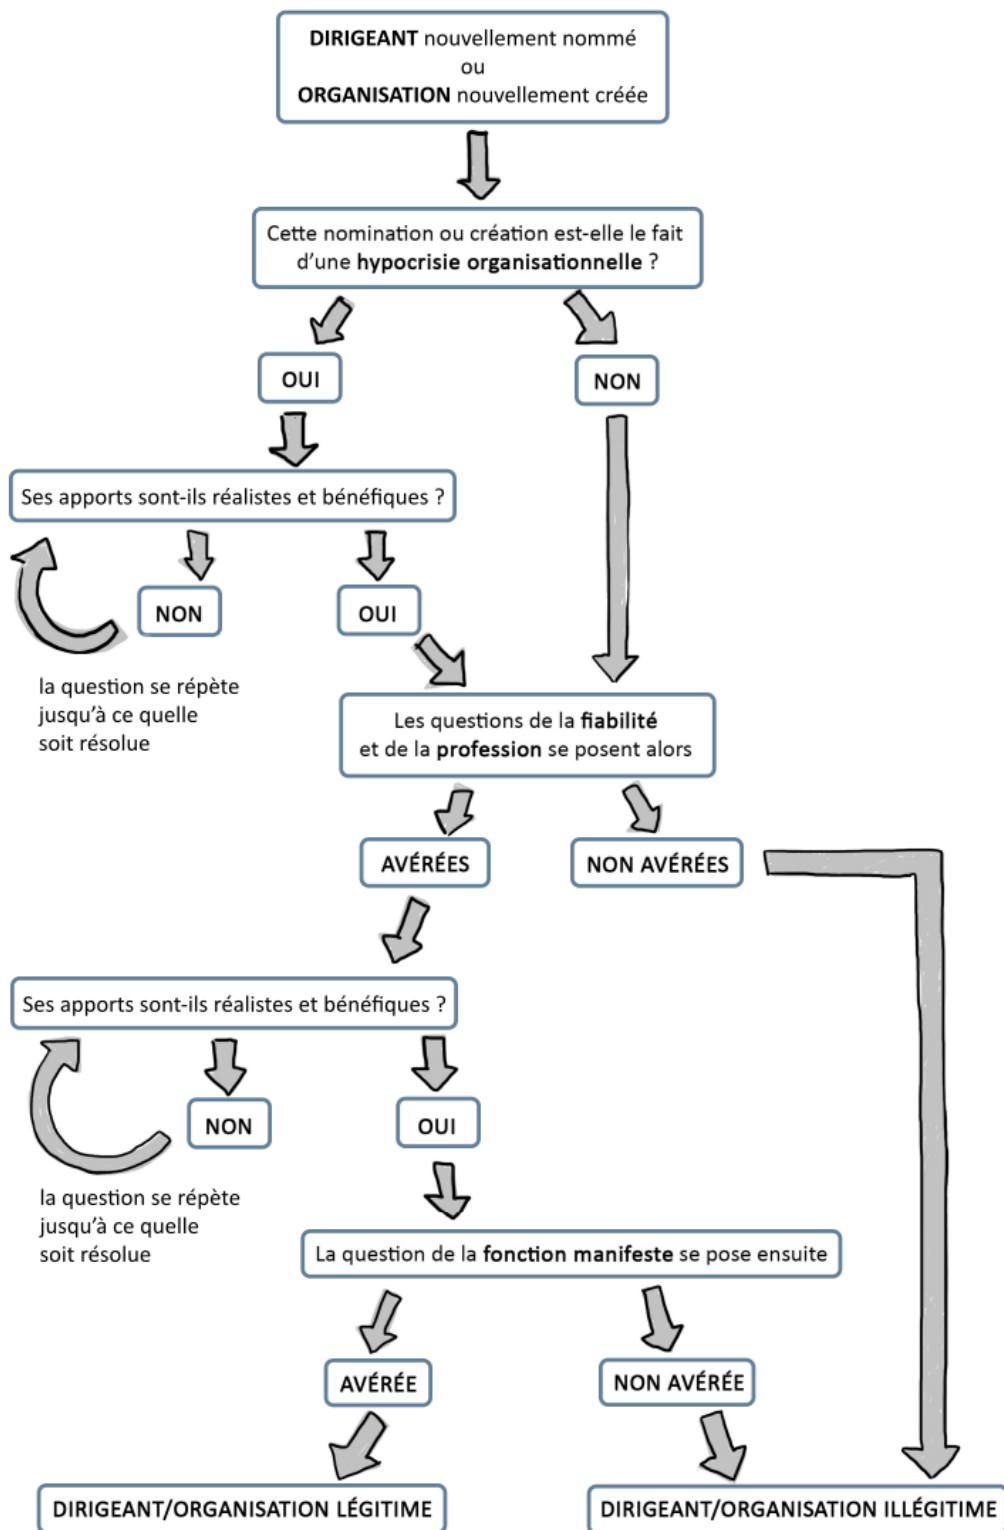 DIRIGEANT nouvellement nommé
ou
ORGANISATION nouvellement créée
Cette nomination ou création est-elle le fait
d'une hypocrisie organisationnelle ?
OUI
NON
Ses apports sont-ils réalistes et bénéfiques ?
NON
OUI
la question se répète
jusqu'à ce quelle
soit résolue
Les questions de la fiabilité
et de la profession se posent alors
AVÉRÉES
NON AVÉRÉES
Ses apports sont-ils réalistes et bénéfiques ?
NON
OUI
la question se répète
jusqu'à ce quelle
soit résolue
La question de la fonction manifeste se pose ensuite
AVÉRÉE
NON AVÉRÉE
DIRIGEANT/ORGANISATION LÉGITIME
DIRIGEANT/ORGANISATION ILLÉGITIME